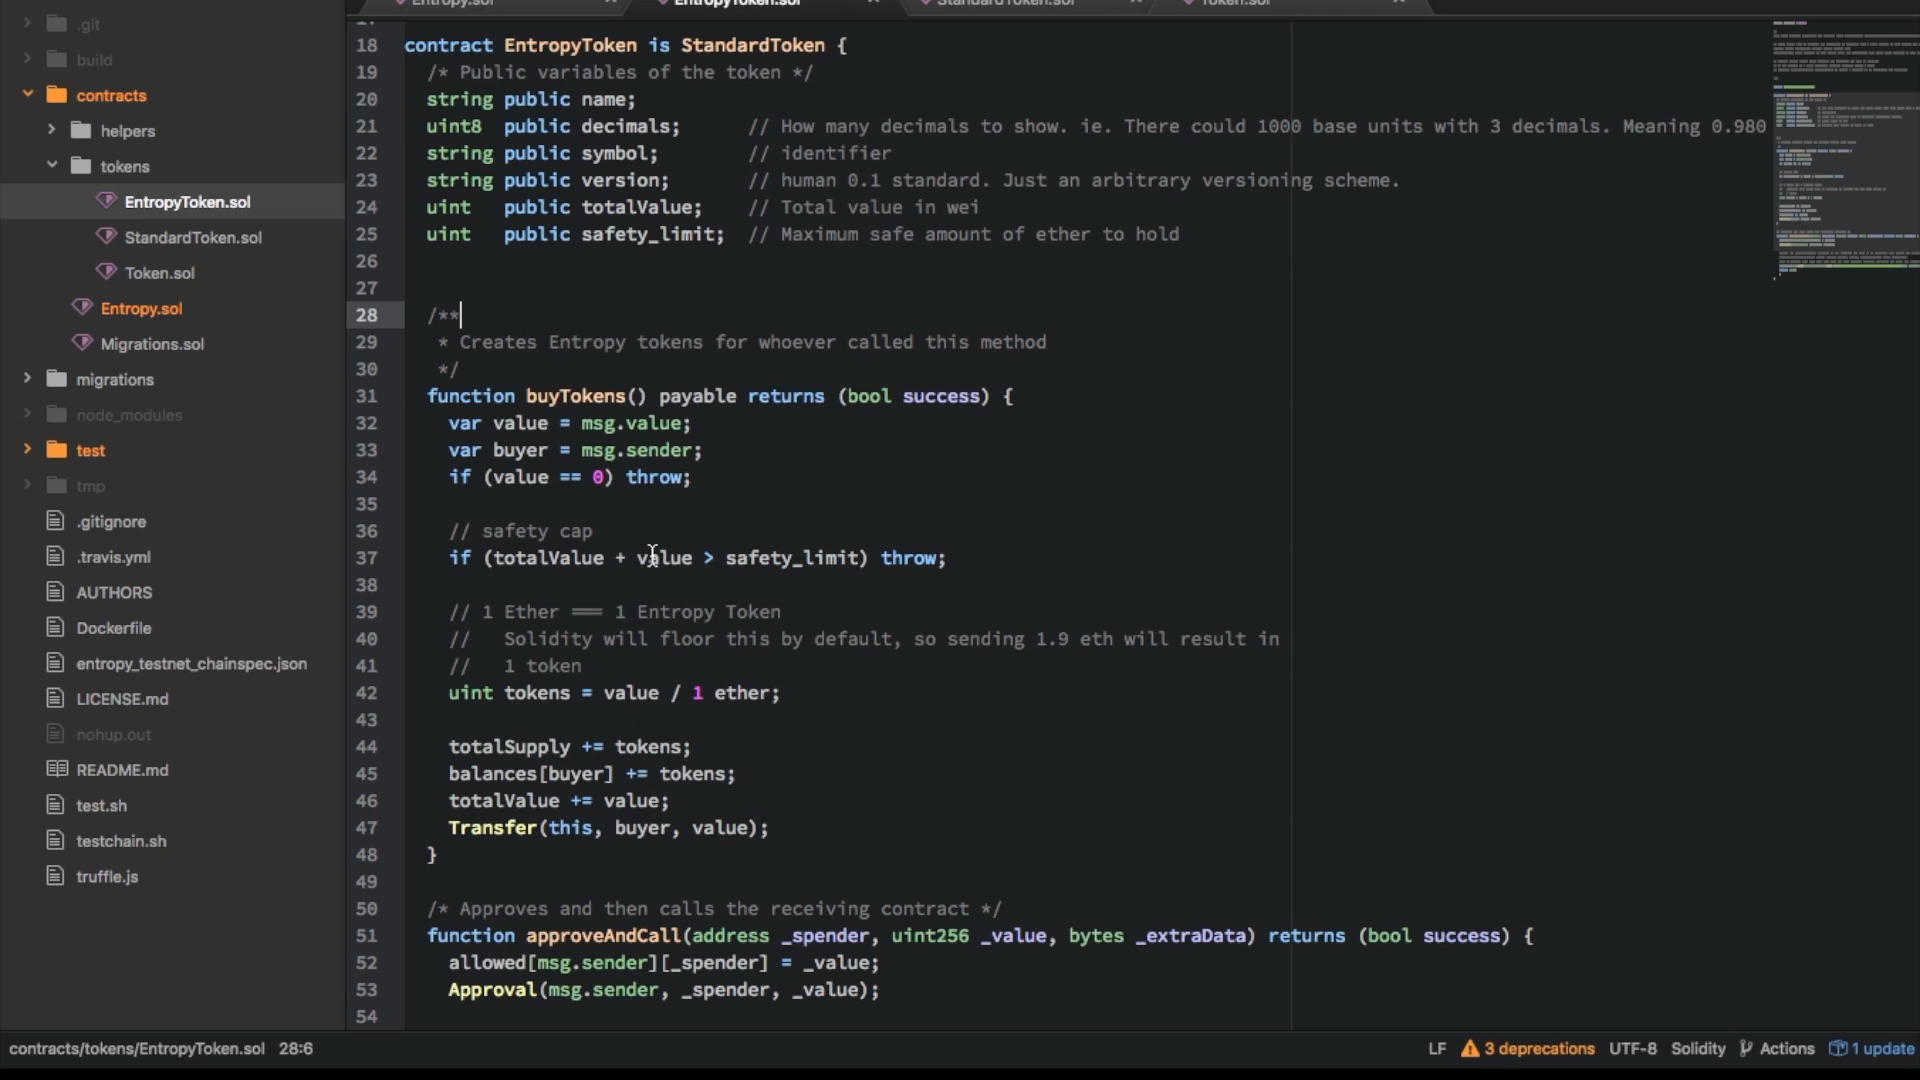 Entropy.sol
EntropyToken.sol
StandardToken.sol
Token.sol
.git
build
contracts
helpers
tokens
EntropyToken.sol
StandardToken.sol
Token.sol
Entropy.sol
Migrations.sol
migrations
node_modules
test
tmp
.gitignore
.travis.yml
AUTHORS
Dockerfile
entropy_testnet_chainspec.json
LICENSE.md
nohup.out
README.md
test.sh
testchain.sh
truffle.js
18 contract EntropyToken is StandardToken {
19 /* Public variables of the token */
20 string public name;
21 uint8 public decimals; // How many decimals to show. ie. There could 1000 base units with 3 decimals. Meaning 0.980
22 string public symbol; // identifier
23 string public version; // human 0.1 standard. Just an arbitrary versioning scheme.
24 uint public totalValue; // Total value in wei
25 uint public safety_limit; // Maximum safe amount of ether to hold
26
27
28 /**
29 * Creates Entropy tokens for whoever called this method
30 */
31 function buyTokens() payable returns (bool success) {
32 var value = msg.value;
33 var buyer = msg.sender;
34 if (value == 0) throw;
35
36 // safety cap
37 if (totalValue + value > safety_limit) throw;
38
39 // 1 Ether === 1 Entropy Token
40 // Solidity will floor this by default, so sending 1.9 eth will result in
41 // 1 token
42 uint tokens = value / 1 ether;
43
44 totalSupply += tokens;
45 balances[buyer] += tokens;
46 totalValue += value;
47 Transfer(this, buyer, value);
48 }
49
50 /* Approves and then calls the receiving contract */
51 function approveAndCall(address _spender, uint256 _value, bytes _extraData) returns (bool success) {
52 allowed[msg.sender][_spender] = _value;
53 Approval(msg.sender, _spender, _value);
54
contracts/tokens/EntropyToken.sol 28:6
LF 3 deprecations UTF-8 Solidity Actions 1 update